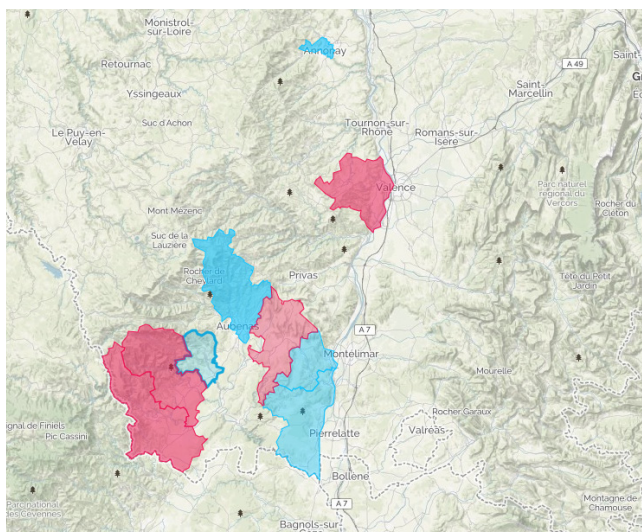 Monistrol-
sur-Loire
Annonay
Retournac
A 49
Saint-
Saint-
Marcellin
Yssingeaux
Suc d'Achon
Tournon-sur-
Rhône
Romans-sur-
Isère
Le Puy-en-
Velay
Valence
Parc naturel
régional du
Vercors
Mont Mézenc
Rocher du
Cléton
Suc de la
Lauzière
Rocher de
Cheylard
Privas
Tête du Petit
Jardin
Aubenas
A 7
Montélimar
Mourelle
Rocher Garaux
Signal de Finiels
Pic Cassini
Pierrelatte
Valréas
Bollène
Parc national
des Cévennes
A 7
Montagne de
Chamouse
Bagnols-sur